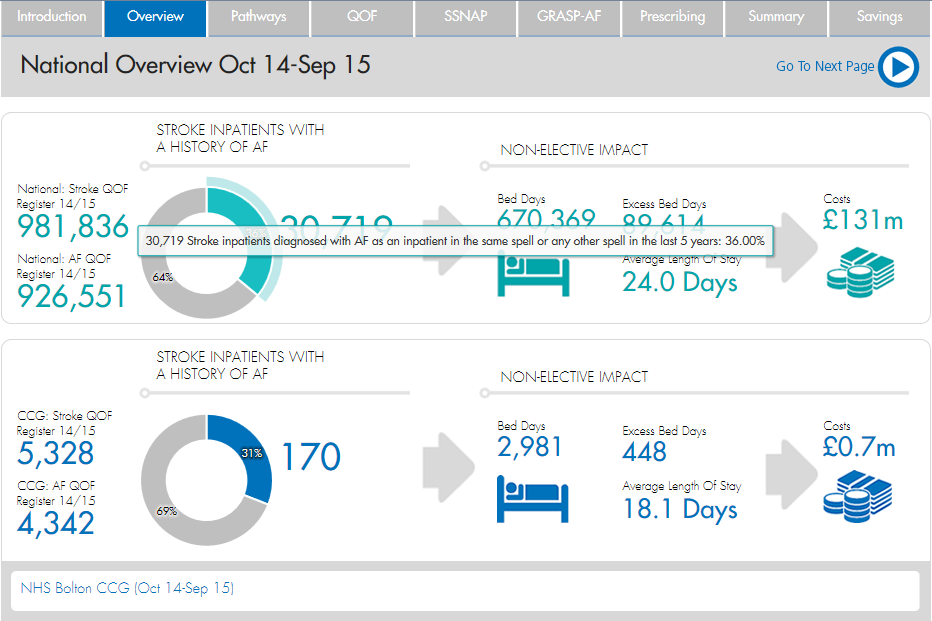 Introduction
Overview
Pathways
QOF
SSNAP
GRASP-AF
Prescribing
Summary
Savings
National Overview Oct 14-Sep 15
Go To Next Page
STROKE INPATIENTS WITH
A HISTORY OF AF
NON-ELECTIVE IMPACT
National: Stroke QOF
Register 14/15
981,836
National: AF QOF
Register 14/15
926,551
64%
30,719
Bed Days
670,369
Excess Bed Days
89,614
Average Length Of Stay
24.0 Days
Costs
£131m
30,719 Stroke inpatients diagnosed with AF as an inpatient in the same spell or any other spell in the last 5 years: 36.00%
STROKE INPATIENTS WITH
A HISTORY OF AF
NON-ELECTIVE IMPACT
CCG: Stroke QOF
Register 14/15
5,328
CCG: AF QOF
Register 14/15
4,342
31%
69%
170
Bed Days
2,981
Excess Bed Days
448
Average Length Of Stay
18.1 Days
Costs
£0.7m
NHS Bolton CCG (Oct 14-Sep 15)